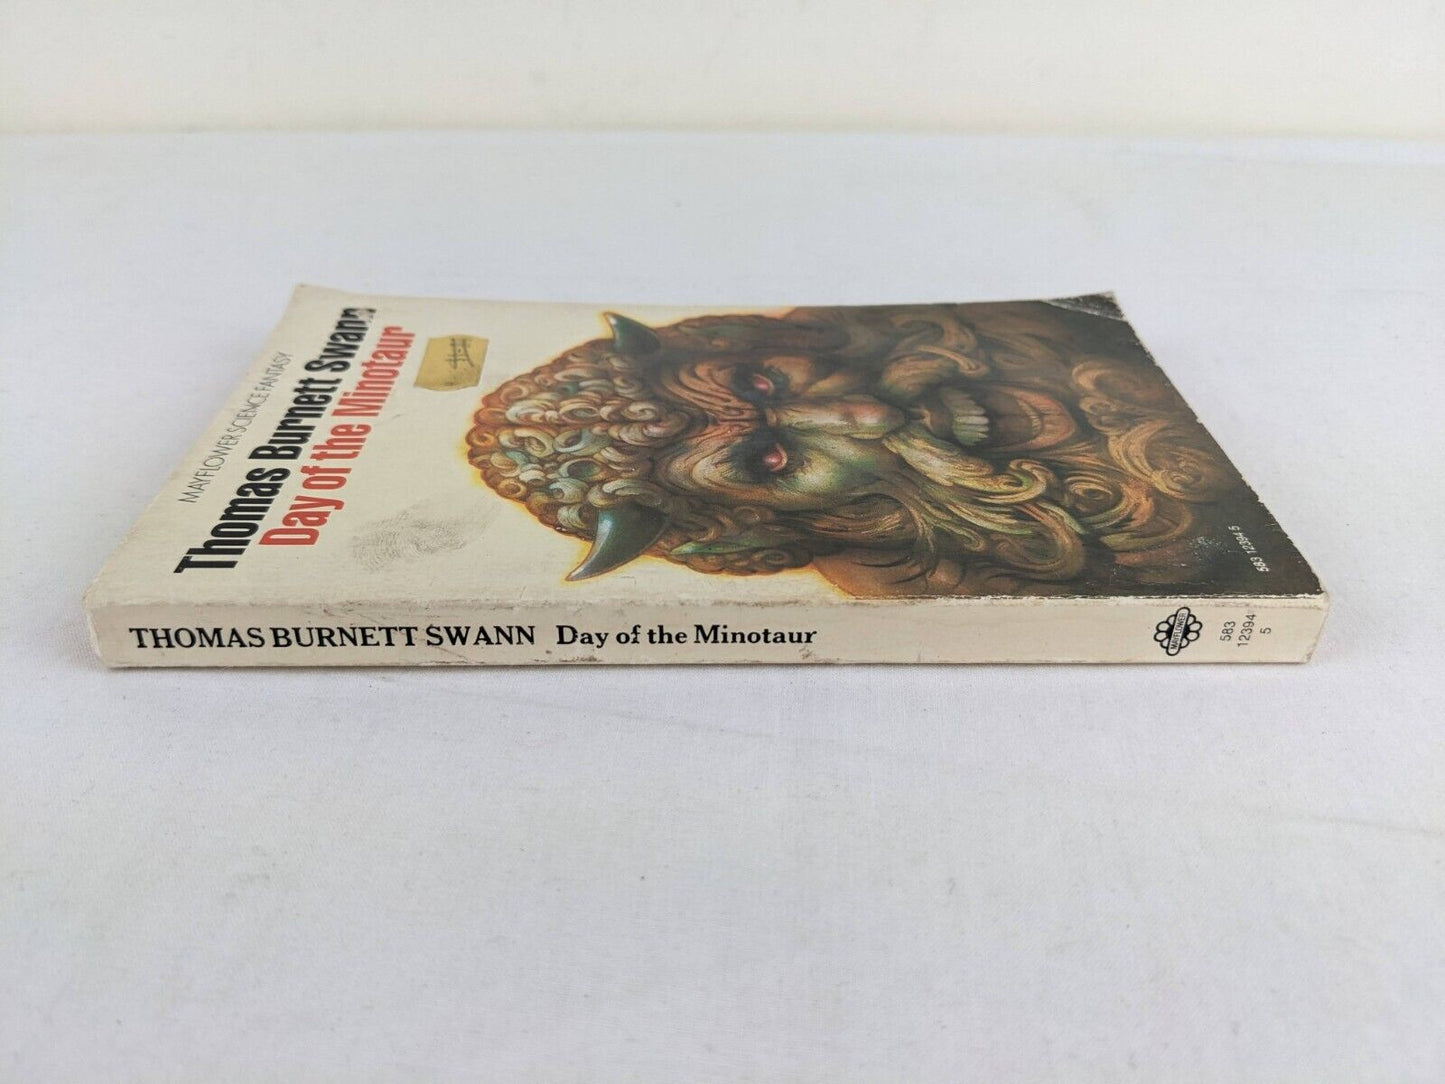 MAYFLOWER SCIENCE FANTASY
Thomas Burnett Swann
Day of the Minotaur
583 12394 5
THOMAS BURNETT SWANN Day of the Minotaur
MAYFLOWER
583
12394
5